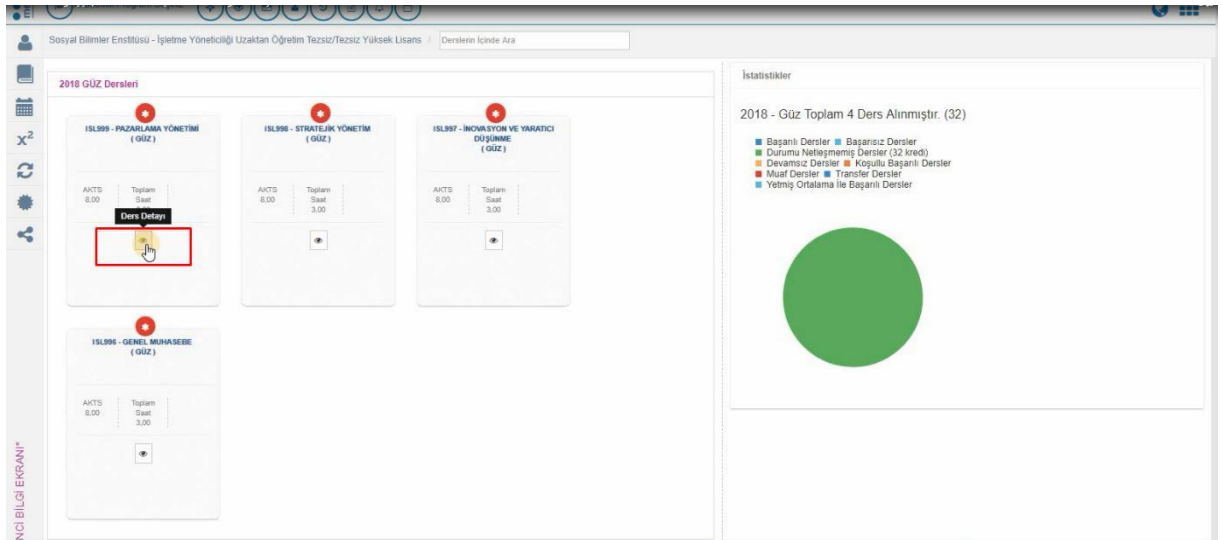 Sosyal Bilimler Enstitüsü - İşletme Yöneticiliği Uzaktan Öğretim Tezsiz/Tezsiz Yüksek Lisans / Derslerin İçinde Ara
2018 GÜZ Dersleri
ISL999 - PAZARLAMA YÖNETİMİ
( GÜZ )
AKTS
8,00
Toplam
Saat
Ders Detayı
ISL998 - STRATEJİK YÖNETİM
( GÜZ )
AKTS
8,00
Toplam
Saat
3,00
ISL997 - İNOVASYON VE YARATICI
DÜŞÜNME
( GÜZ )
AKTS
8,00
Toplam
Saat
3,00
ISL996 - GENEL MUHASEBE
( GÜZ )
AKTS
8,00
Toplam
Saat
3,00
İstatistikler
2018 - Güz Toplam 4 Ders Alınmıştır. (32)
Başarılı Dersler Başarısız Dersler
Durumu Netleşmemiş Dersler (32 kredi)
Devamsız Dersler Koşullu Başarılı Dersler
Muaf Dersler Transfer Dersler
Yetmiş Ortalama İle Başarılı Dersler
x²
NCİ BİLGİ EKRANI*